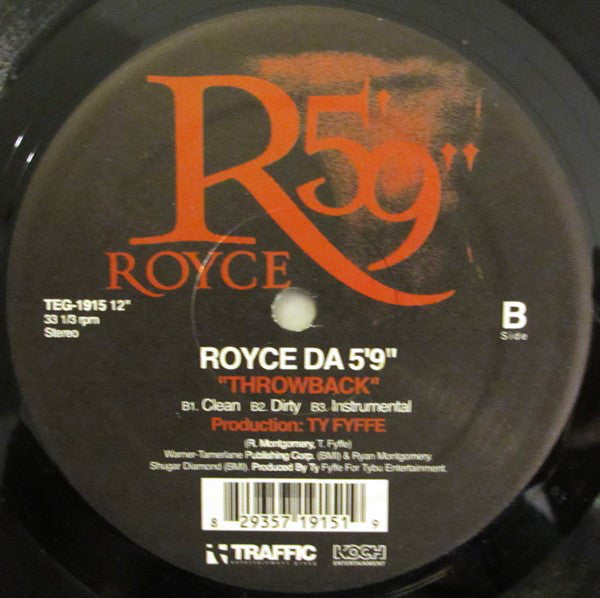 R 5'9"
ROYCE
TEG-1915 12"
33 1/3 rpm
Stereo
B
Side
ROYCE DA 5'9"
"THROWBACK"
B1. Clean B2. Dirty B3. Instrumental
Production: TY FYFFE
(R. Montgomery, T. Fyffe)
Warner-Tamerlane Publishing Corp. (BMI) & Ryan Montgomery.
Shugar Diamond (BMI). Produced By Ty Fyffe For Tybu Entertainment.
8 29357 19151 9
TRAFFIC
ENTERTAINMENT GROUP
KOCH
ENTERTAINMENT